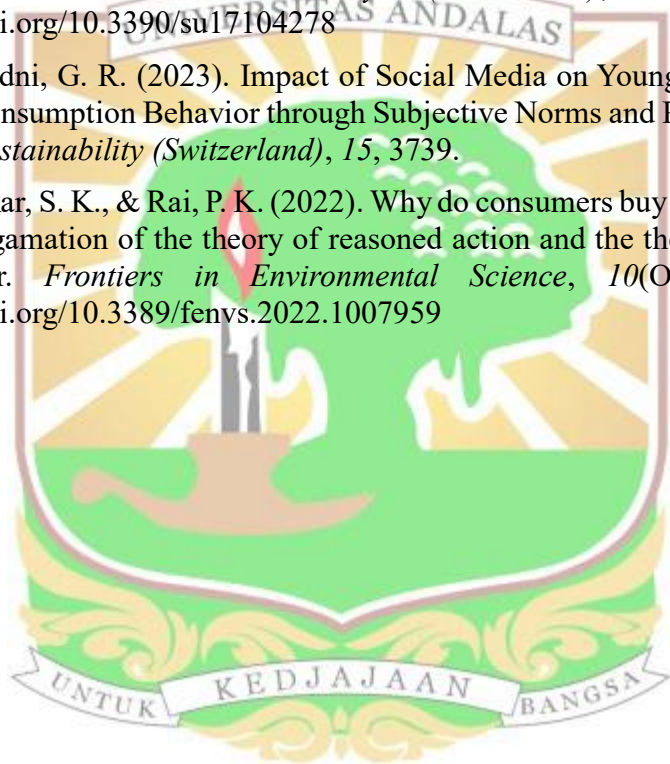 i.org/10.3390/su17104278
UNIVERSITAS ANDALAS
dni, G. R. (2023). Impact of Social Media on Young
nsumption Behavior through Subjective Norms and
stainability (Switzerland), 15, 3739.
ar, S. K., & Rai, P. K. (2022). Why do consumers buy
gamation of the theory of reasoned action and the the
r. Frontiers in Environmental Science, 10(O
i.org/10.3389/fenvs.2022.1007959
UNTUK KEDJAJAAN BANGSA